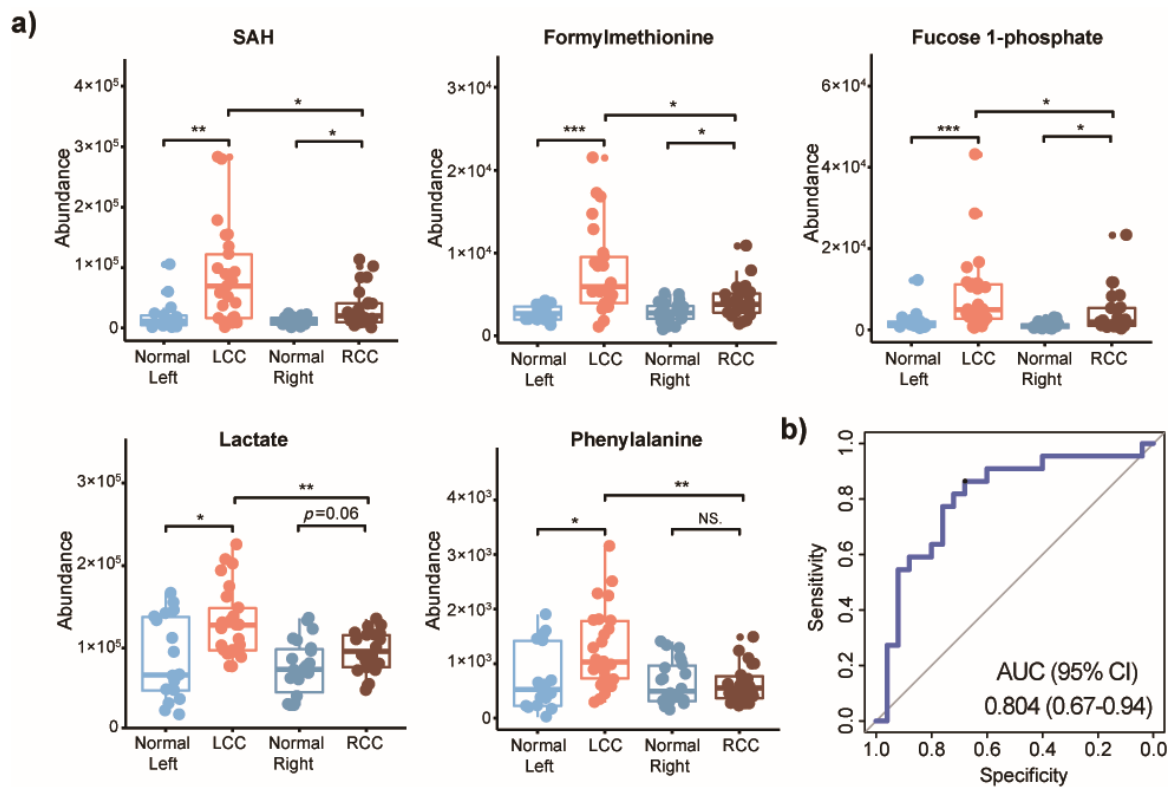 a)
SAH
Abundance
4×10⁵
3×10⁵
2×10⁵
1×10⁵
0
**
*
*
Normal Left
LCC
Normal Right
RCC
Formylmethionine
Abundance
3×10⁴
2×10⁴
1×10⁴
0
***
*
*
Normal Left
LCC
Normal Right
RCC
Fucose 1-phosphate
Abundance
6×10⁴
4×10⁴
2×10⁴
0
***
*
*
Normal Left
LCC
Normal Right
RCC
Lactate
Abundance
3×10⁵
2×10⁵
1×10⁵
0
*
**
p=0.06
Normal Left
LCC
Normal Right
RCC
Phenylalanine
Abundance
4×10³
3×10³
2×10³
1×10³
0
*
**
NS.
Normal Left
LCC
Normal Right
RCC
b)
Sensitivity
1.0
0.8
0.6
0.4
0.2
0.0
AUC (95% CI)
0.804 (0.67-0.94)
1.0 0.8 0.6 0.4 0.2 0.0
Specificity